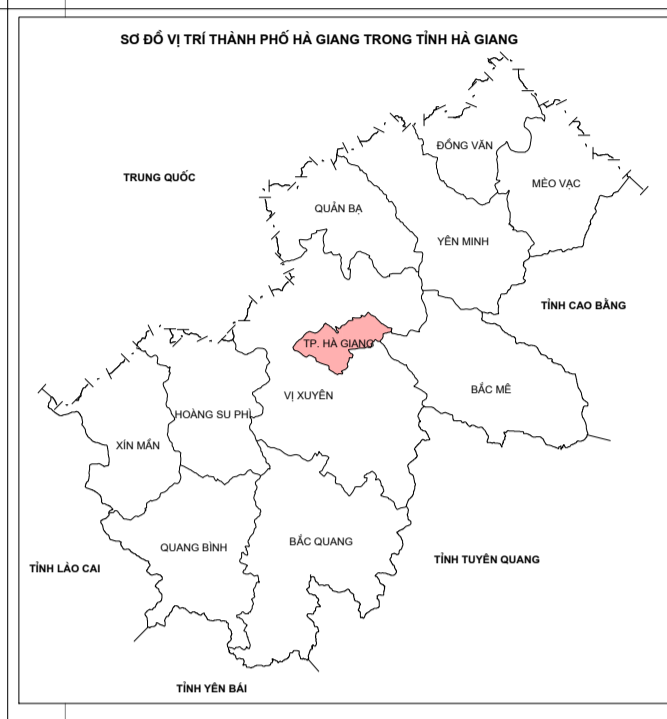 SƠ ĐỒ VỊ TRÍ THÀNH PHỐ HÀ GIANG TRONG TỈNH HÀ GIANG
ĐỒNG VĂN
TRUNG QUỐC
MÈO VẠC
QUẢN BẠ
YÊN MINH
TỈNH CAO BẰNG
TP. HÀ GIANG
BẮC MÊ
VỊ XUYÊN
HOÀNG SU PHÌ
XÍN MẦN
BẮC QUANG
QUANG BÌNH
TỈNH TUYÊN QUANG
TỈNH LÀO CAI
TỈNH YÊN BÁI